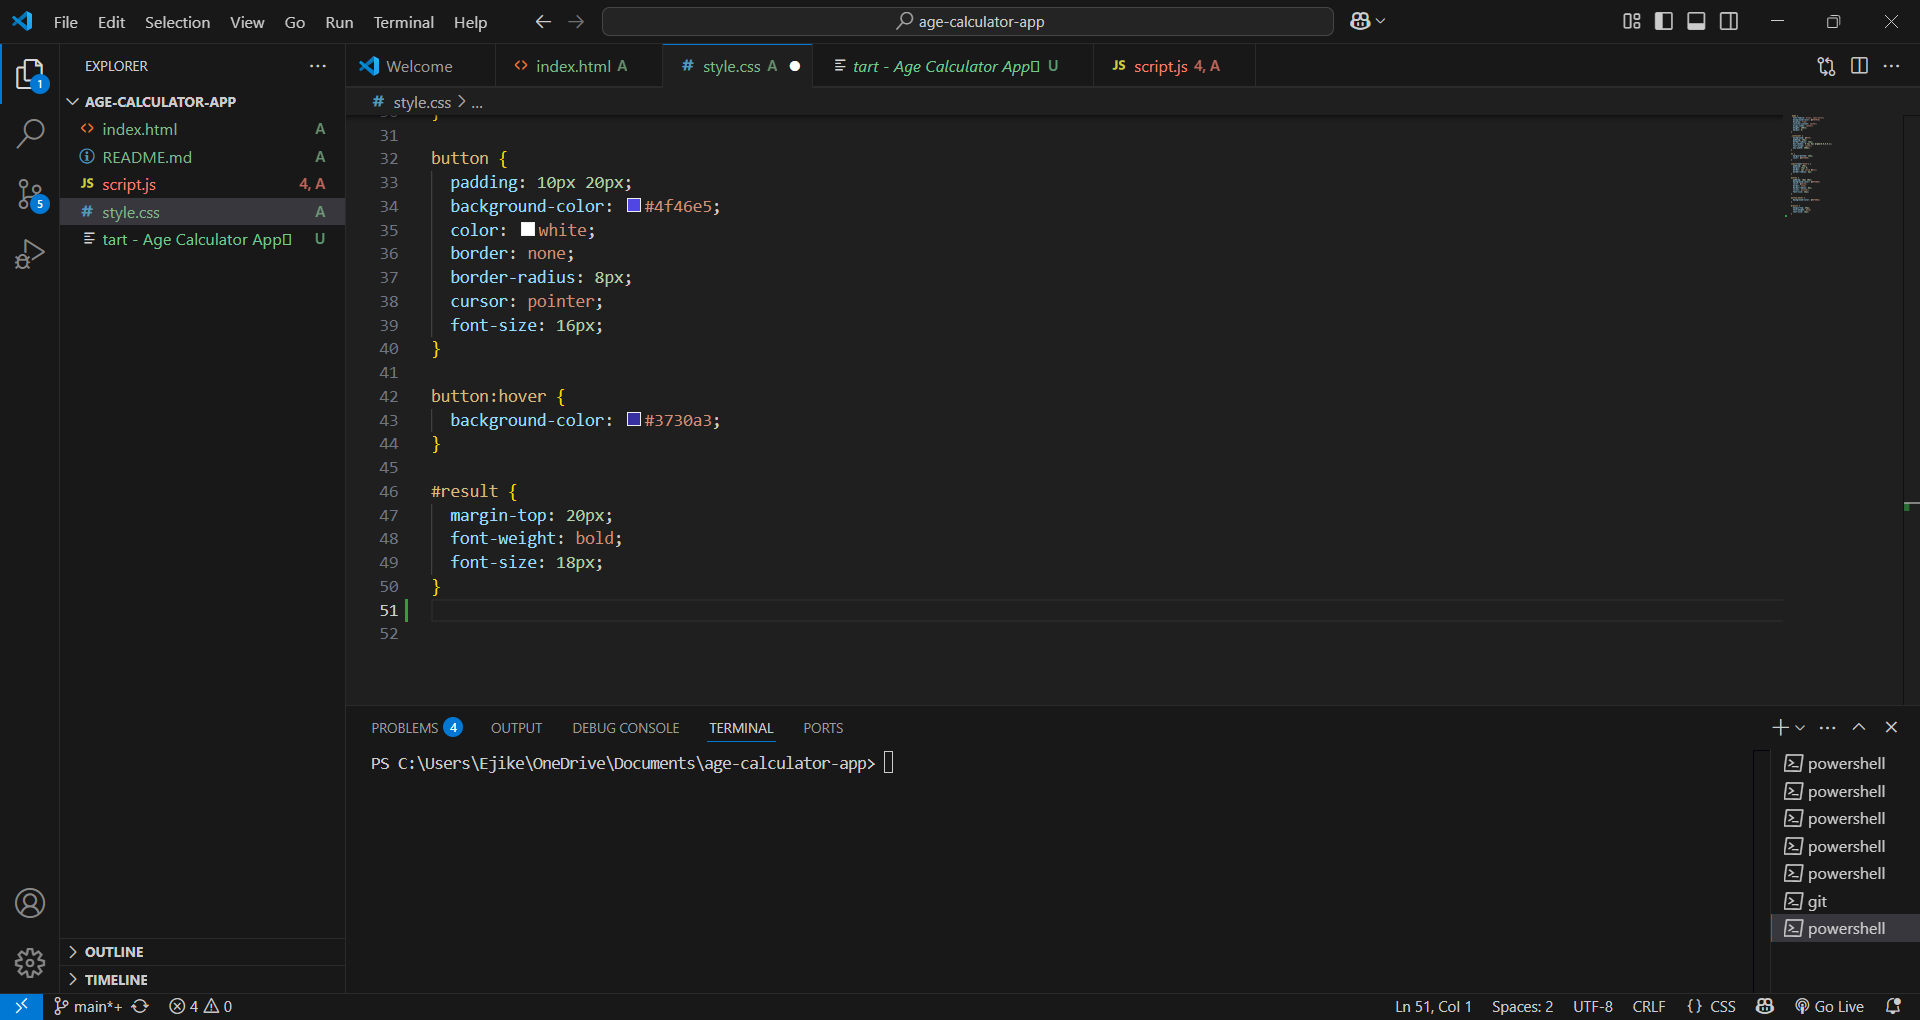 File Edit Selection View Go Run Terminal Help
age-calculator-app
EXPLORER
AGE-CALCULATOR-APP
index.html A
README.md A
JS script.js 4, A
# style.css A
tart - Age Calculator App U
1
5
Welcome
index.html A
# style.css A
tart - Age Calculator App U
JS script.js 4, A
# style.css > ...
31
32 button {
33 padding: 10px 20px;
34 background-color: #4f46e5;
35 color: white;
36 border: none;
37 border-radius: 8px;
38 cursor: pointer;
39 font-size: 16px;
40 }
41
42 button:hover {
43 background-color: #3730a3;
44 }
45
46 #result {
47 margin-top: 20px;
48 font-weight: bold;
49 font-size: 18px;
50 }
51
52
PROBLEMS 4 OUTPUT DEBUG CONSOLE TERMINAL PORTS
PS C:\Users\Ejike\OneDrive\Documents\age-calculator-app>
powershell
powershell
powershell
powershell
powershell
git
powershell
OUTLINE
TIMELINE
main*+ 4 0
Ln 51, Col 1 Spaces: 2 UTF-8 CRLF {} CSS Go Live